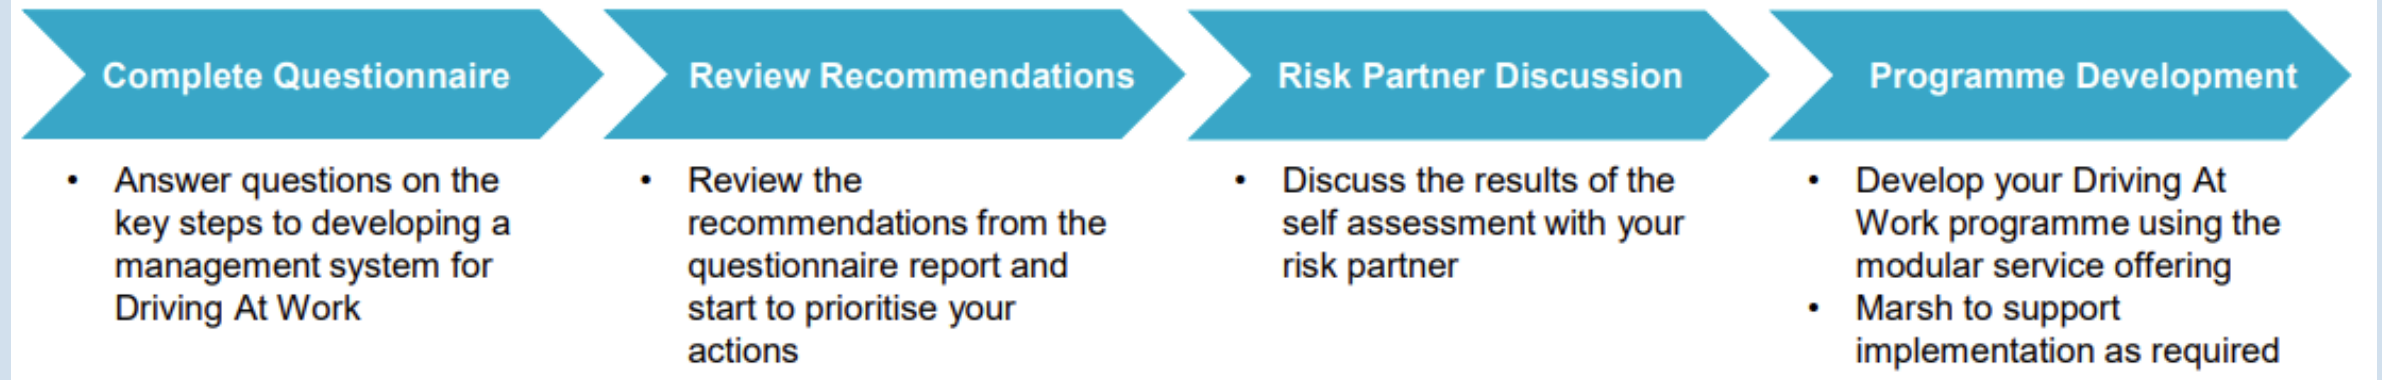 Complete Questionnaire
• Answer questions on the
key steps to developing a
management system for
Driving At Work
Review Recommendations
• Review the
recommendations from the
questionnaire report and
start to prioritise your
actions
Risk Partner Discussion
• Discuss the results of the
self assessment with your
risk partner
Programme Development
• Develop your Driving At
Work programme using the
modular service offering
• Marsh to support
implementation as required